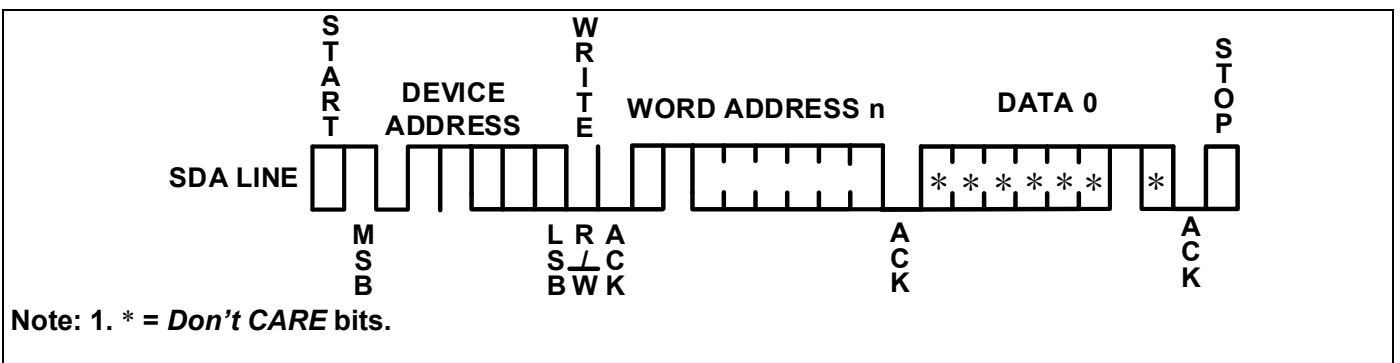 START
WRITE
STOP
DEVICE
ADDRESS
WORD ADDRESS n
DATA 0
SDA LINE
* * * * * * *
MSB
LSB
R/W
ACK
ACK
ACK
Note: 1. * = Don't CARE bits.